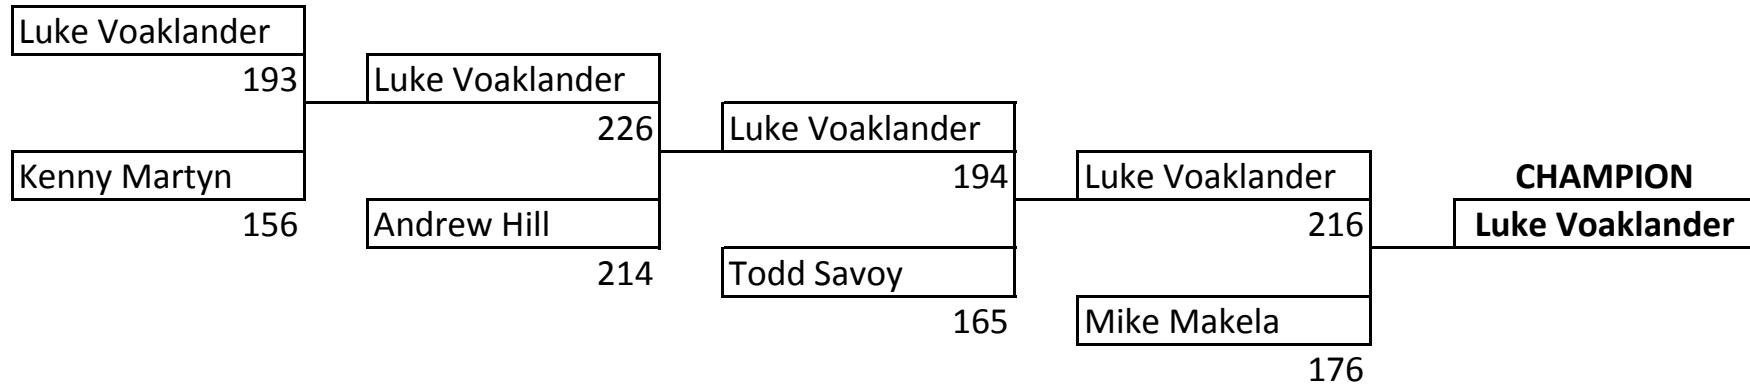 Luke Voaklander
193
Kenny Martyn
156
Luke Voaklander
226
Andrew Hill
214
Luke Voaklander
194
Todd Savoy
165
Luke Voaklander
216
Mike Makela
176
CHAMPION
Luke Voaklander